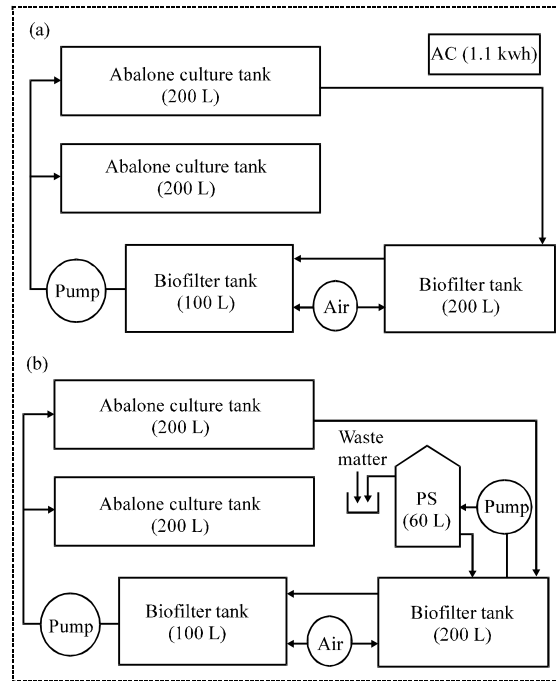 (a)
AC (1.1 kwh)
Abalone culture tank
(200 L)
Abalone culture tank
(200 L)
Pump
Biofilter tank
(100 L)
Air
Biofilter tank
(200 L)
(b)
Abalone culture tank
(200 L)
Waste
matter
PS
(60 L)
Pump
Abalone culture tank
(200 L)
Pump
Biofilter tank
(100 L)
Air
Biofilter tank
(200 L)